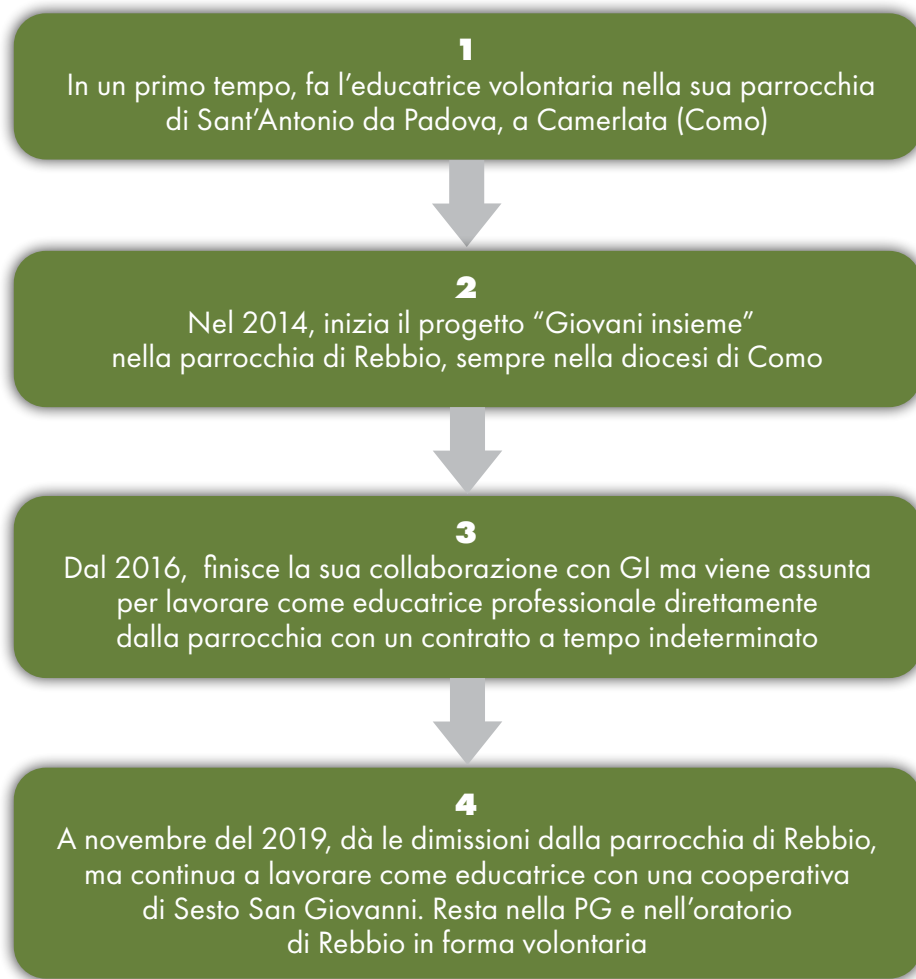 1
In un primo tempo, fa l’educatrice volontaria nella sua parrocchia
di Sant’Antonio da Padova, a Camerlata (Como)
2
Nel 2014, inizia il progetto “Giovani insieme”
nella parrocchia di Rebbio, sempre nella diocesi di Como
3
Dal 2016,  finisce la sua collaborazione con GI ma viene assunta
per lavorare come educatrice professionale direttamente
dalla parrocchia con un contratto a tempo indeterminato
4
A novembre del 2019, dà le dimissioni dalla parrocchia di Rebbio,
ma continua a lavorare come educatrice con una cooperativa
di Sesto San Giovanni. Resta nella PG e nell’oratorio
di Rebbio in forma volontaria